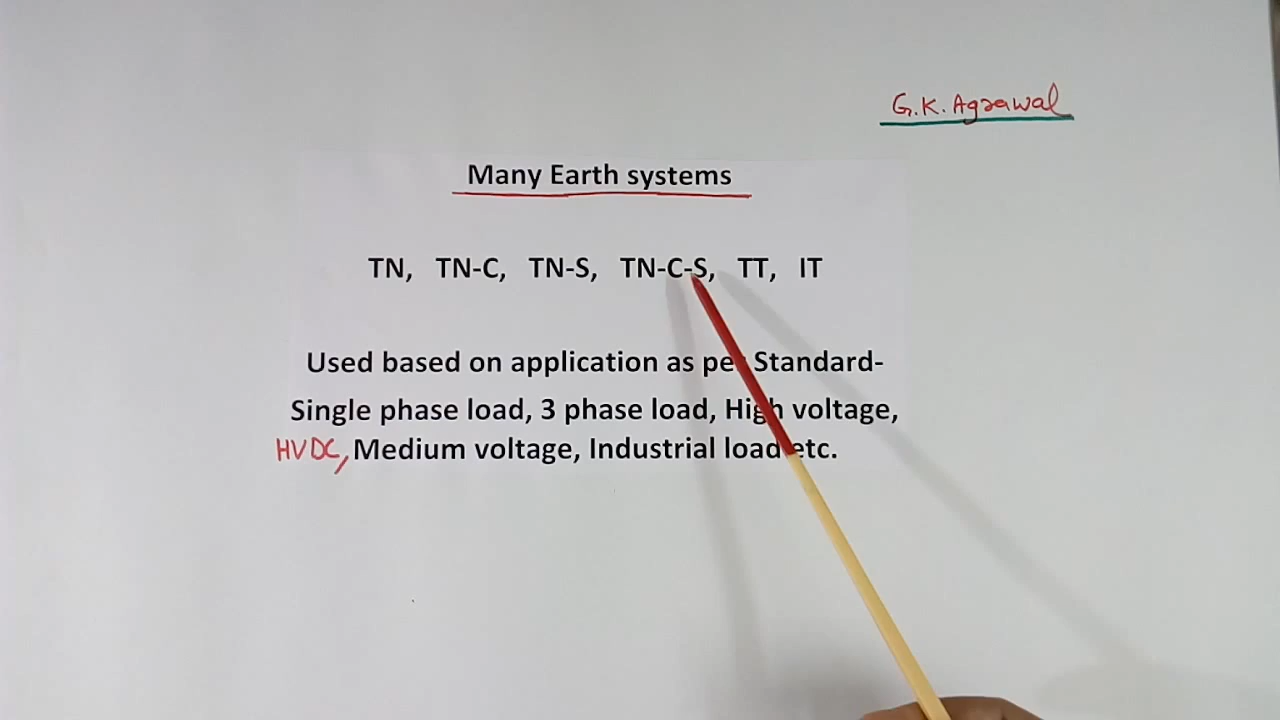 G.K. Agrawal
Many Earth systems
TN, TN-C, TN-S, TN-C-S, TT, IT
Used based on application as per Standard-
Single phase load, 3 phase load, High voltage,
HVDC, Medium voltage, Industrial load etc.